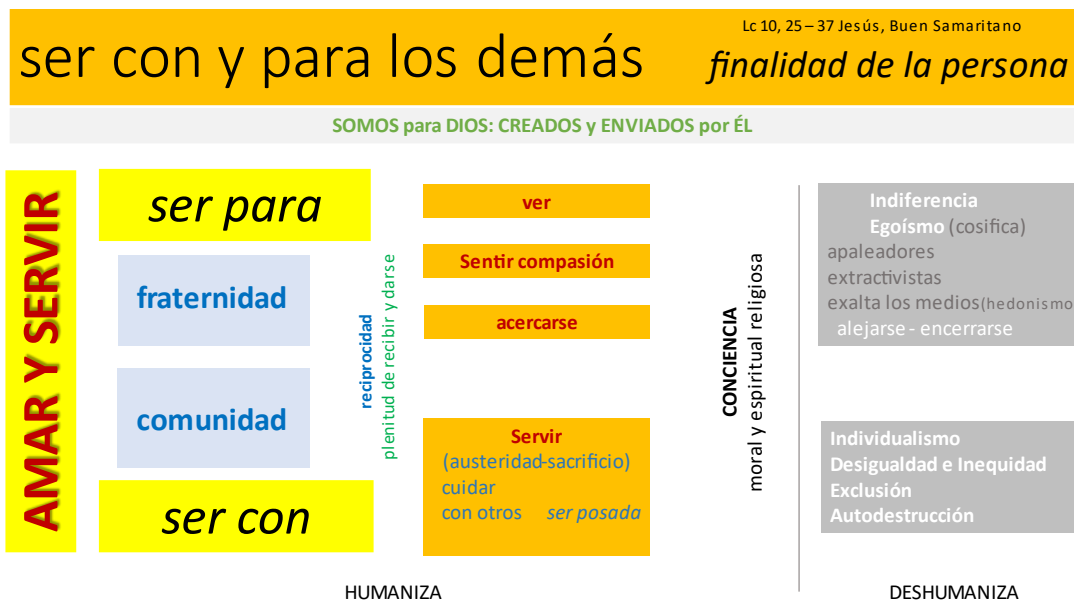 Lc 10, 25 – 37 Jesús, Buen Samaritano
ser con y para los demás
finalidad de la persona
SOMOS para DIOS: CREADOS y ENVIADOS por ÉL
AMAR Y SERVIR
ser para
fraternidad
comunidad
ser con
reciprocidad
plenitud de recibir y darse
ver
Sentir compasión
acercarse
Servir
(austeridad-sacrificio)
cuidar
con otros ser posada
CONCIENCIA
moral y espiritual religiosa
Indiferencia
Egoísmo (cosifica)
apaleadores
extractivistas
exalta los medios(hedonismo
alejarse - encerrarse
Individualismo
Desigualdad e Inequidad
Exclusión
Autodestrucción
HUMANIZA
DESHUMANIZA